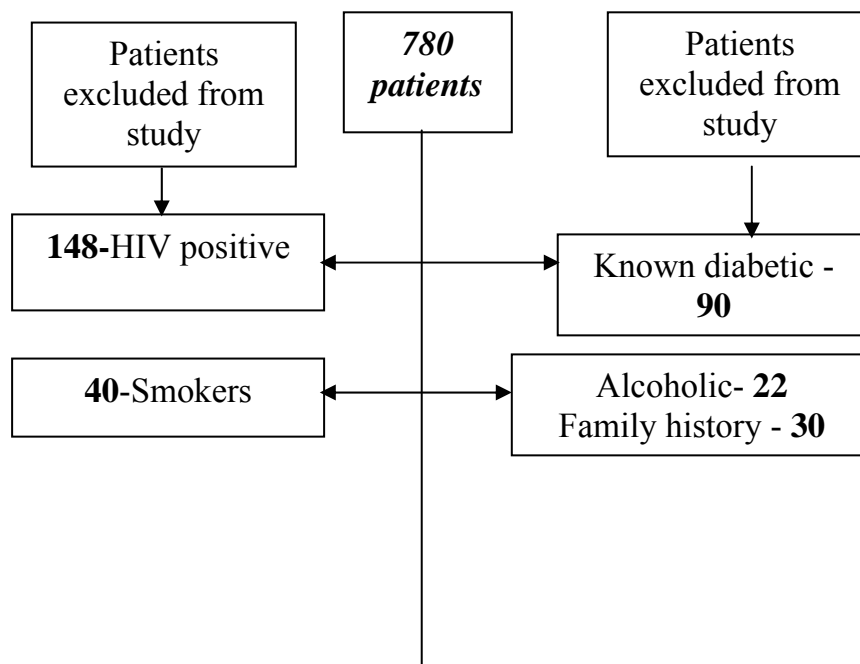 Patients
excluded from
study
780
patients
Patients
excluded from
study
148-HIV positive
Known diabetic -
90
40-Smokers
Alcoholic- 22
Family history - 30